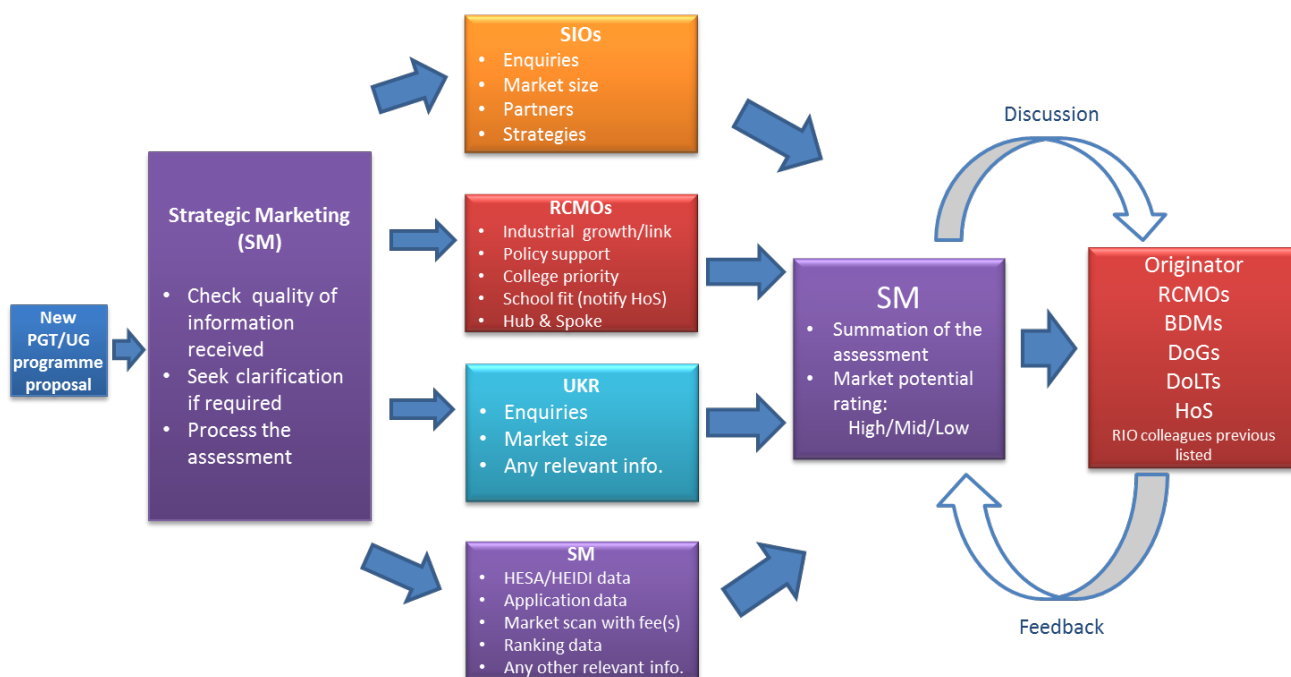 New
PGT/UG
programme
proposal
Strategic Marketing
(SM)
• Check quality of
information
received
• Seek clarification
if required
• Process the
assessment
SIOs
• Enquiries
• Market size
• Partners
• Strategies
RCMOs
• Industrial growth/link
• Policy support
• College priority
• School fit (notify HoS)
• Hub & Spoke
UKR
• Enquiries
• Market size
• Any relevant info.
SM
• HESA/HEIDI data
• Application data
• Market scan with fee(s)
• Ranking data
• Any other relevant info.
SM
• Summation of the
assessment
• Market potential
rating:
High/Mid/Low
Discussion
Originator
RCMOs
BDMs
DoGs
DoLTs
HoS
RIO colleagues previous
listed
Feedback